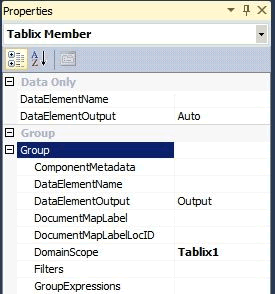 Properties
Tablix Member
Data Only
DataElementName
DataElementOutput Auto
Group
Group
ComponentMetadata
DataElementName
DataElementOutput Output
DocumentMapLabel
DocumentMapLabelLocID
DomainScope Tablix1
Filters
GroupExpressions